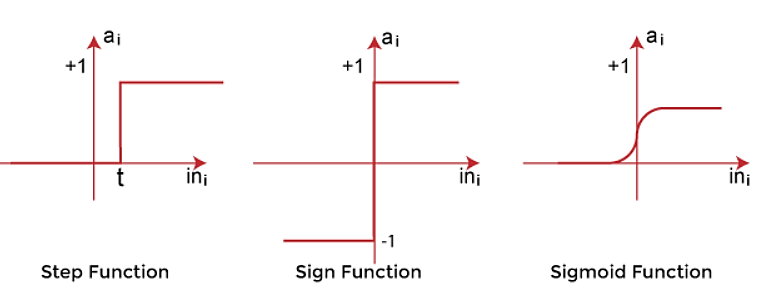 aᵢ
+1
t
inᵢ
Step Function
aᵢ
+1
inᵢ
-1
Sign Function
aᵢ
+1
inᵢ
Sigmoid Function